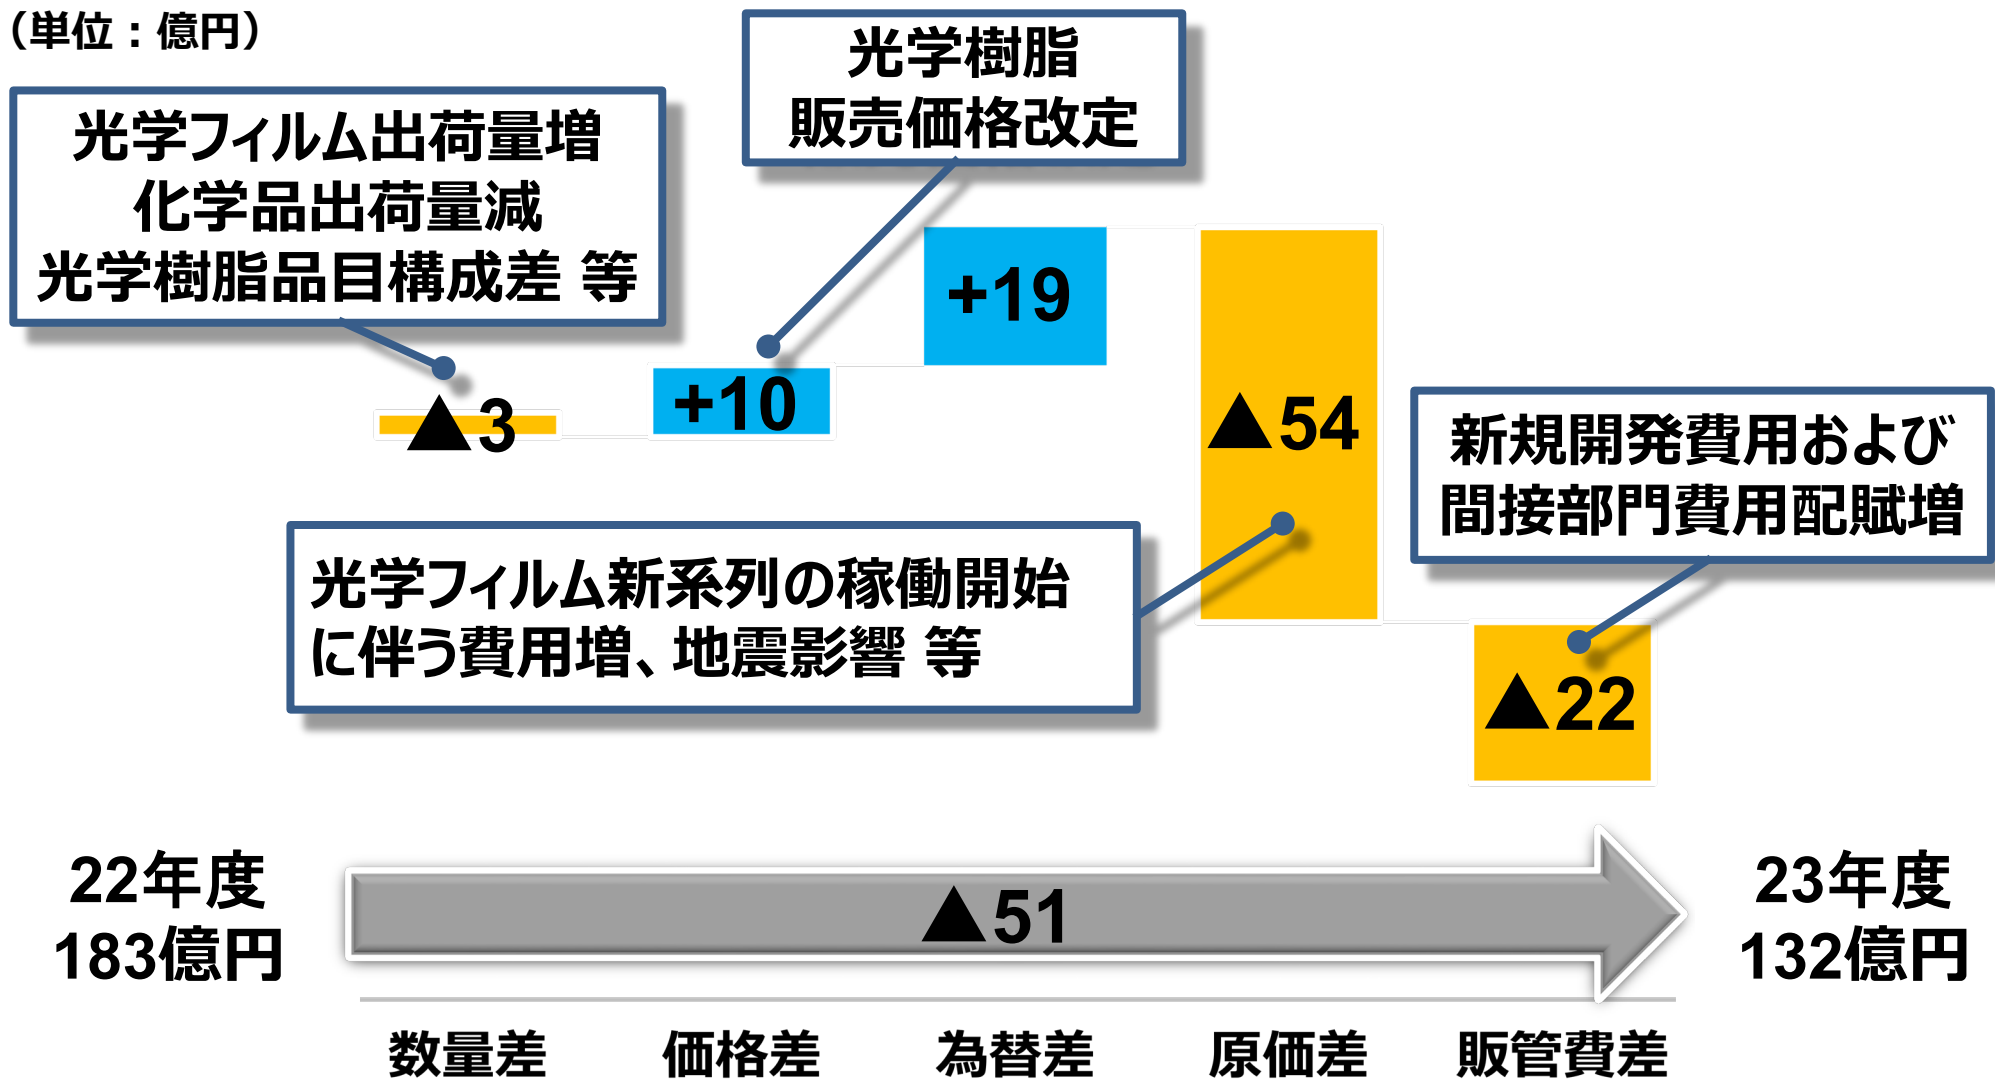 （単位：億円）
光学樹脂
販売価格改定
光学フィルム出荷量増
化学品出荷量減
光学樹脂品目構成差 等
+19
▲3
+10
▲54
新規開発費用および
間接部門費用配賦増
光学フィルム新系列の稼働開始
に伴う費用増、地震影響 等
▲22
22年度
183億円
▲51
23年度
132億円
数量差
価格差
為替差
原価差
販管費差